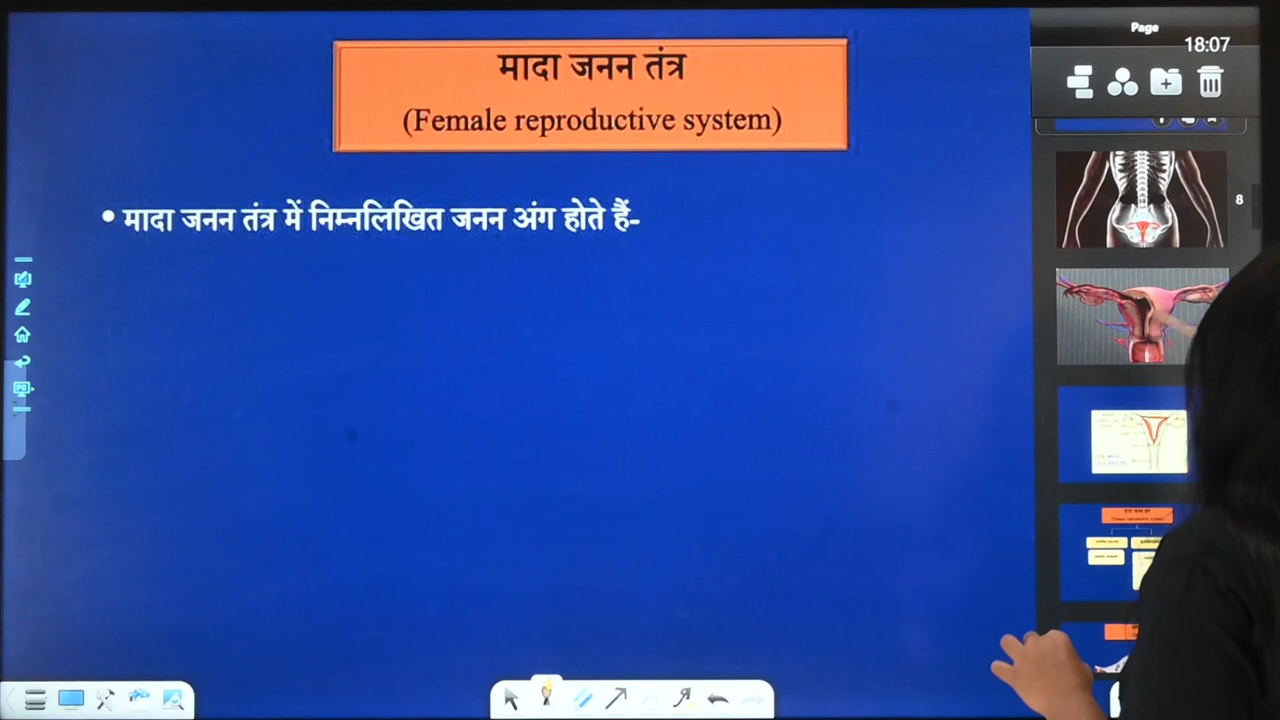 मादा जनन तंत्र
(Female reproductive system)
• मादा जनन तंत्र में निम्नलिखित जनन अंग होते हैं-
Page
18:07
8